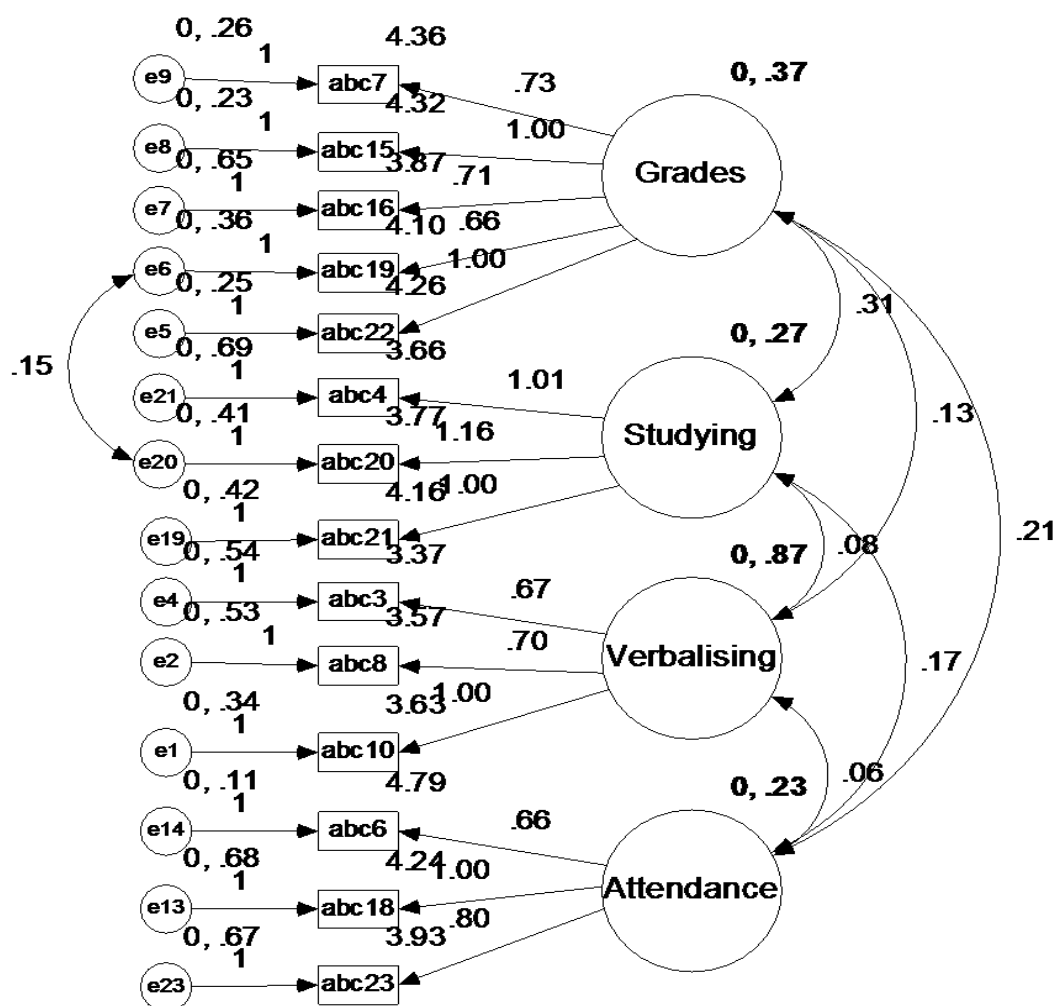 0, .26
1
4.36
e9
abc7
.73
0, .37
0, .23
1
4.32
e8
abc15
1.00
Grades
0, .65
1
3.87
e7
abc16
.71
0, .36
1
4.10
e6
abc19
.66
0, .25
1
4.26
e5
abc22
1.00
.31
0, .27
0, .69
1
3.66
.15
e21
abc4
1.01
0, .41
1
3.77
e20
abc20
1.16
Studying
.13
0, .42
1
4.16
e19
abc21
1.00
.21
0, .54
1
3.37
0, .87
.08
e4
abc3
.67
0, .53
1
3.57
e2
abc8
.70
Verbalising
.17
0, .34
1
3.63
e1
abc10
1.00
0, .11
1
4.79
0, .23
.06
e14
abc6
.66
0, .68
1
4.24
e13
abc18
1.00
Attendance
0, .67
1
3.93
e23
abc23
.80